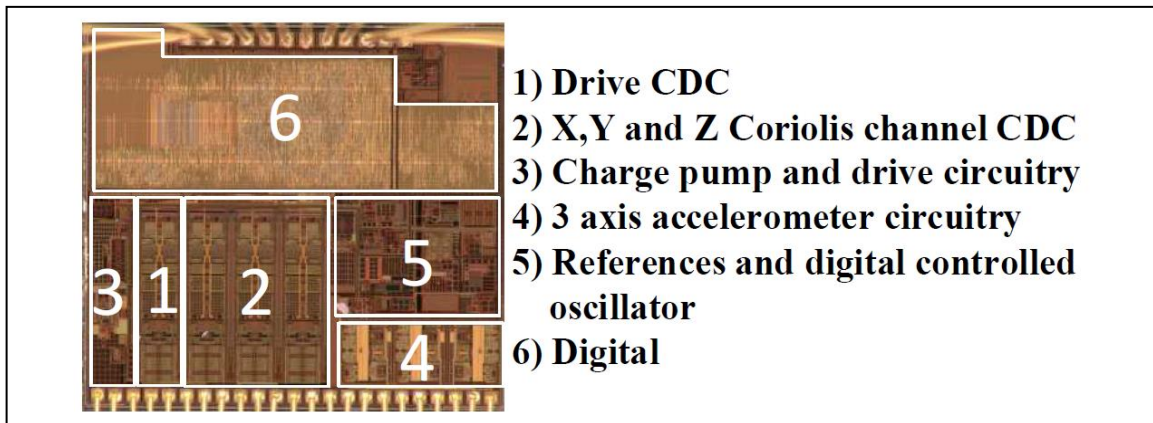 6
3
1
2
5
4
1) Drive CDC
2) X,Y and Z Coriolis channel CDC
3) Charge pump and drive circuitry
4) 3 axis accelerometer circuitry
5) References and digital controlled
oscillator
6) Digital